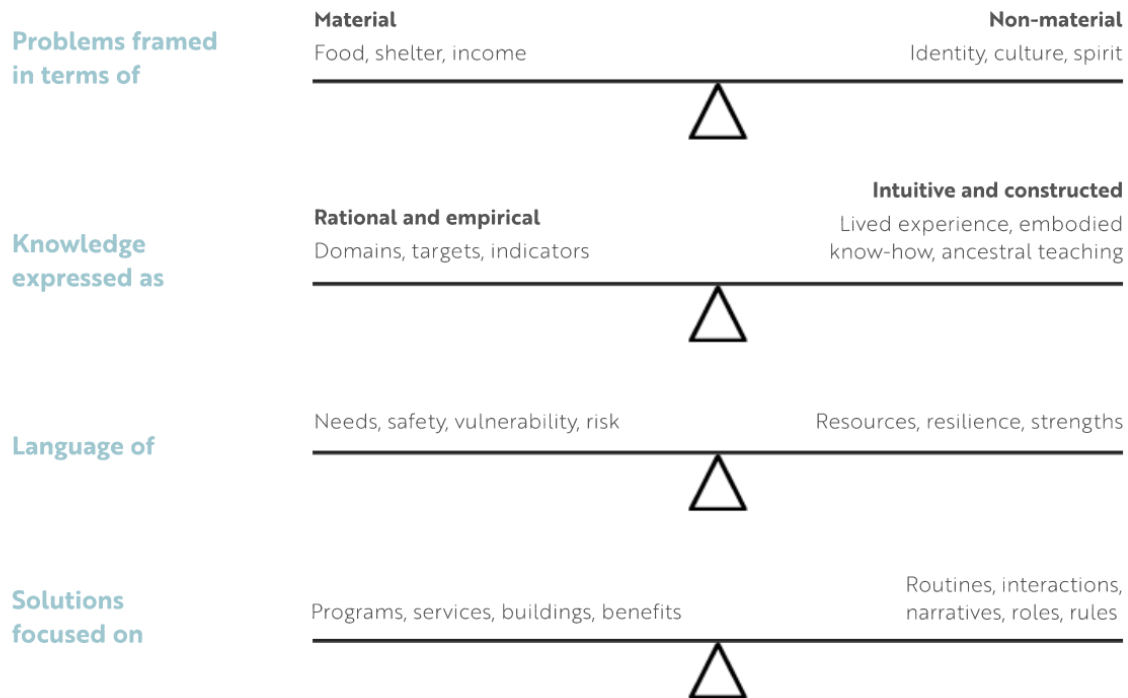 Problems framed
in terms of
Material
Food, shelter, income
Non-material
Identity, culture, spirit
Knowledge
expressed as
Rational and empirical
Domains, targets, indicators
Intuitive and constructed
Lived experience, embodied
know-how, ancestral teaching
Language of
Needs, safety, vulnerability, risk
Resources, resilience, strengths
Solutions
focused on
Programs, services, buildings, benefits
Routines, interactions,
narratives, roles, rules